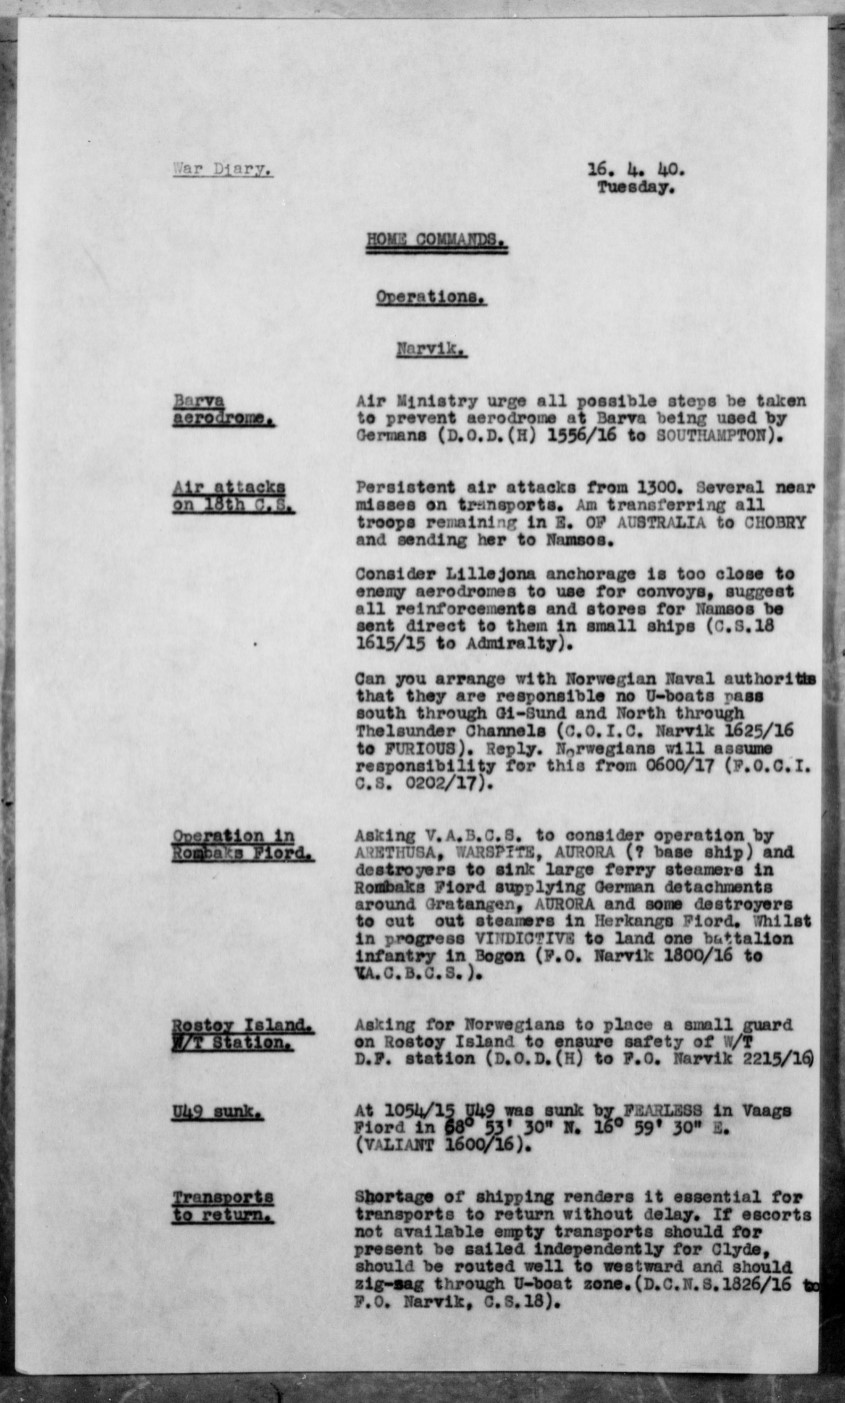 War Diary.
16. 4. 40.
Tuesday.
HOME COMMANDS.
Operations.
Narvik.
Barva
aerodrome.
Air Ministry urge all possible steps be taken
to prevent aerodrome at Barva being used by
Germans (D.O.D.(H) 1556/16 to SOUTHAMPTON).
Air attacks
on 18th C.S.
Persistent air attacks from 1300. Several near
misses on transports. Am transferring all
troops remaining in E. OF AUSTRALIA to CHOBRY
and sending her to Namsos.
Consider Lillejona anchorage is too close to
enemy aerodromes to use for convoys, suggest
all reinforcements and stores for Namsos be
sent direct to them in small ships (C.S.18
1615/15 to Admiralty).
Can you arrange with Norwegian Naval authoritis
that they are responsible no U-boats pass
south through Gi-Sund and North through
Thelsunder Channels (C.O.I.C. Narvik 1625/16
to FURIOUS). Reply. Norwegians will assume
responsibility for this from 0600/17 (F.O.C.I.
C.S. 0202/17).
Operation in
Rombaks Fiord.
Asking V.A.B.C.S. to consider operation by
ARETHUSA, WARSPITE, AURORA (? base ship) and
destroyers to sink large ferry steamers in
Rombaks Fiord supplying German detachments
around Gratangen, AURORA and some destroyers
to cut out steamers in Herkangs Fiord. Whilst
in progress VINDICTIVE to land one battalion
infantry in Bogen (F.O. Narvik 1800/16 to
VA.C.B.C.S.).
Rostoy Island.
W/T Station.
Asking for Norwegians to place a small guard
on Rostoy Island to ensure safety of W/T
D.F. station (D.O.D.(H) to F.O. Narvik 2215/16)
U49 sunk.
At 1054/15 U49 was sunk by FEARLESS in Vaags
Fiord in 68° 53' 30" N. 16° 59' 30" E.
(VALIANT 1600/16).
Transports
to return.
Shortage of shipping renders it essential for
transports to return without delay. If escorts
not available empty transports should for
present be sailed independently for Clyde,
should be routed well to westward and should
zig-zag through U-boat zone.(D.C.N.S.1826/16 to
F.O. Narvik, C.S.18).